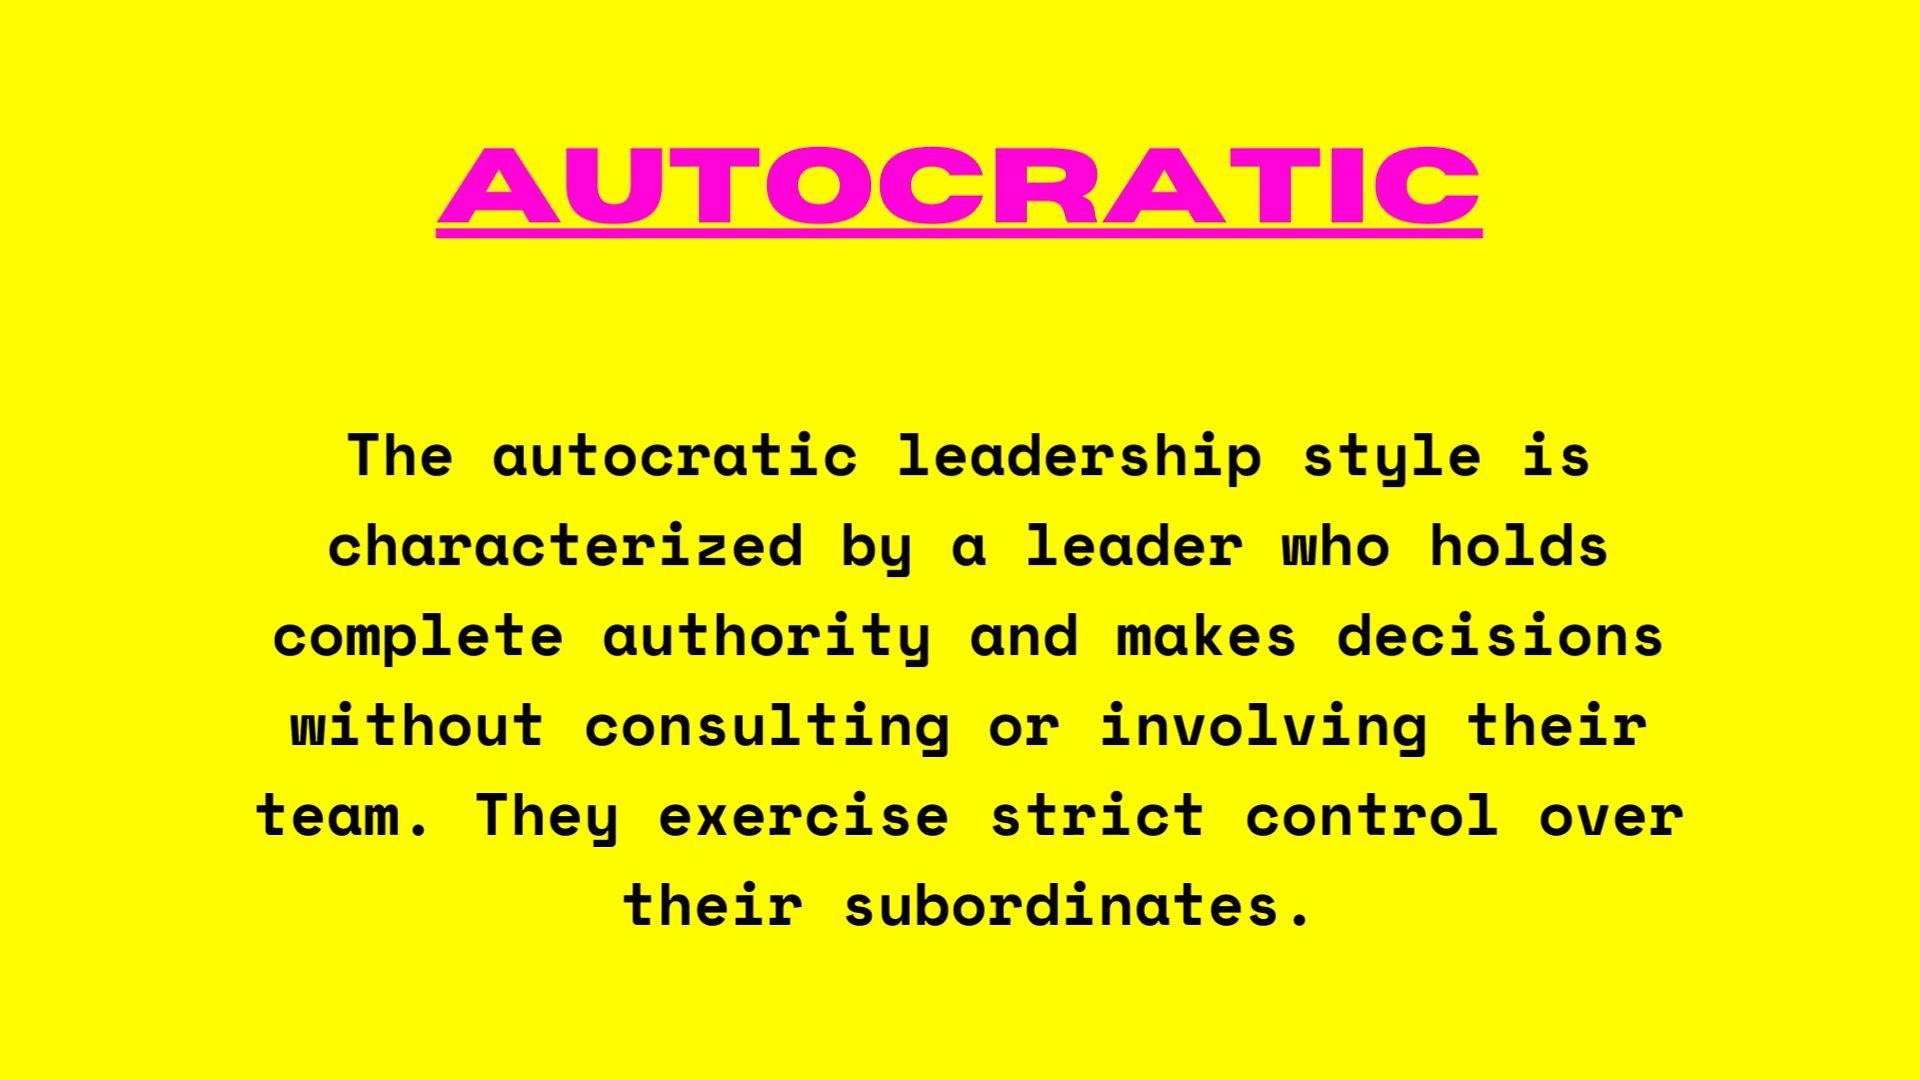 AUTOCRATIC
The autocratic leadership style is
characterized by a leader who holds
complete authority and makes decisions
without consulting or involving their
team. They exercise strict control over
their subordinates.